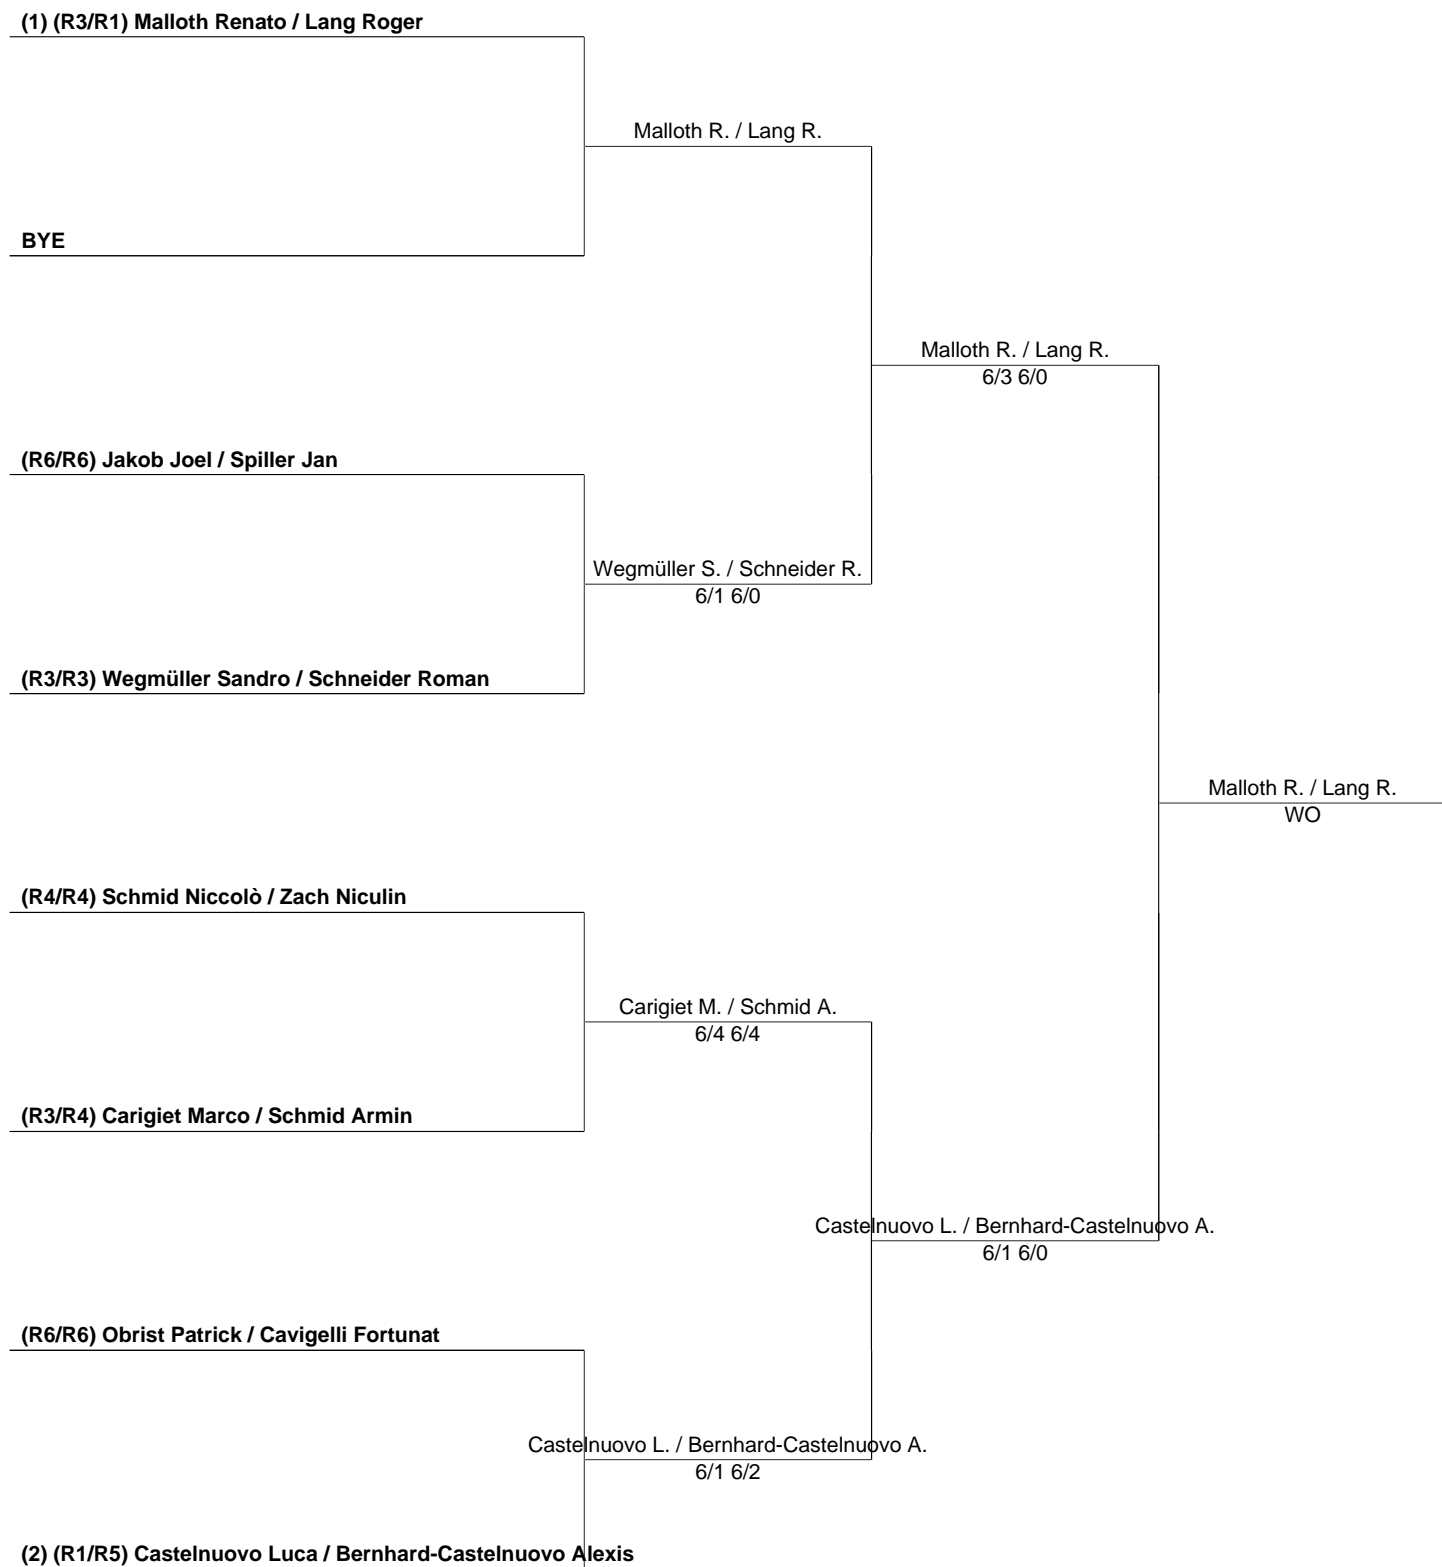 (1) (R3/R1) Malloth Renato / Lang Roger
Malloth R. / Lang R.
BYE
Malloth R. / Lang R.
6/3 6/0
(R6/R6) Jakob Joel / Spiller Jan
Wegmüller S. / Schneider R.
6/1 6/0
(R3/R3) Wegmüller Sandro / Schneider Roman
Malloth R. / Lang R.
WO
(R4/R4) Schmid Niccolò / Zach Niculin
Carigiet M. / Schmid A.
6/4 6/4
(R3/R4) Carigiet Marco / Schmid Armin
Castelnuovo L. / Bernhard-Castelnuovo A.
6/1 6/0
(R6/R6) Obrist Patrick / Cavigelli Fortunat
Castelnuovo L. / Bernhard-Castelnuovo A.
6/1 6/2
(2) (R1/R5) Castelnuovo Luca / Bernhard-Castelnuovo Alexis